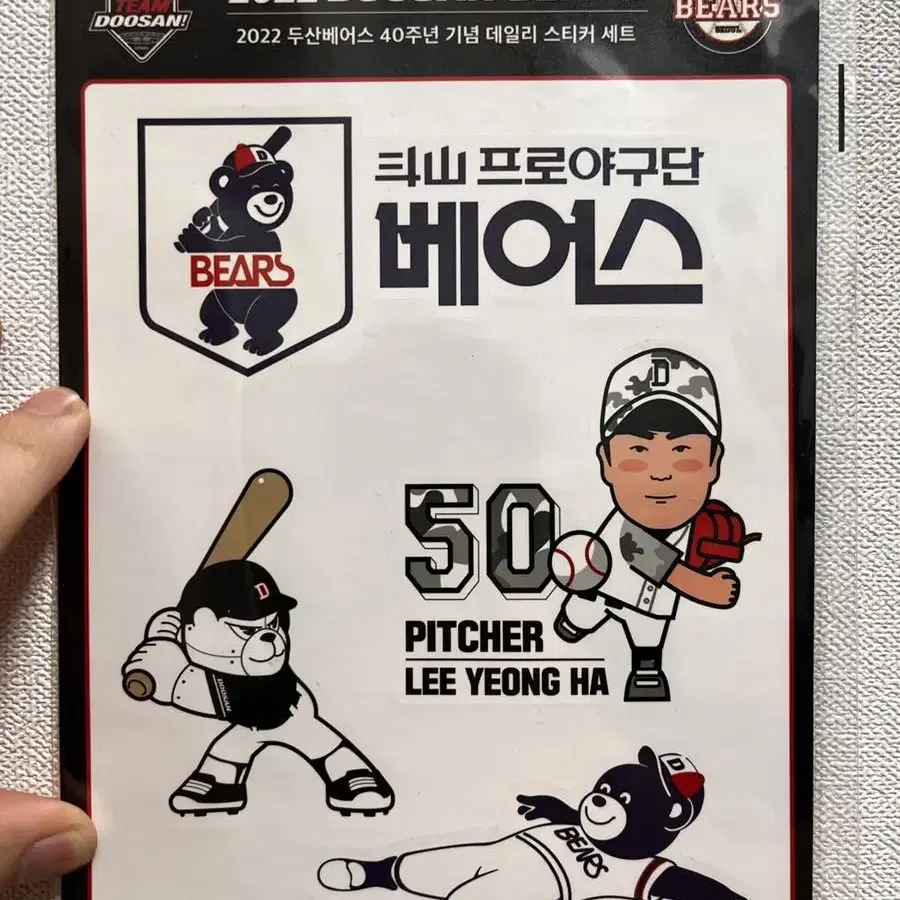 TEAM
DOOSAN!
BEARS
SEOUL
2022 두산베어스 40주년 기념 데일리 스티커 세트
D
BEARS
斗山 프로야구단
베어스
D
50
PITCHER
LEE YEONG HA
D
DOOSAN
D
BEARS